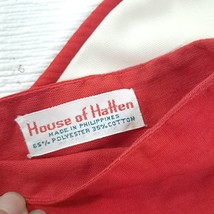 House of Hatten
MADE IN PHILIPPINES
65% POLYESTER 35% COTTON